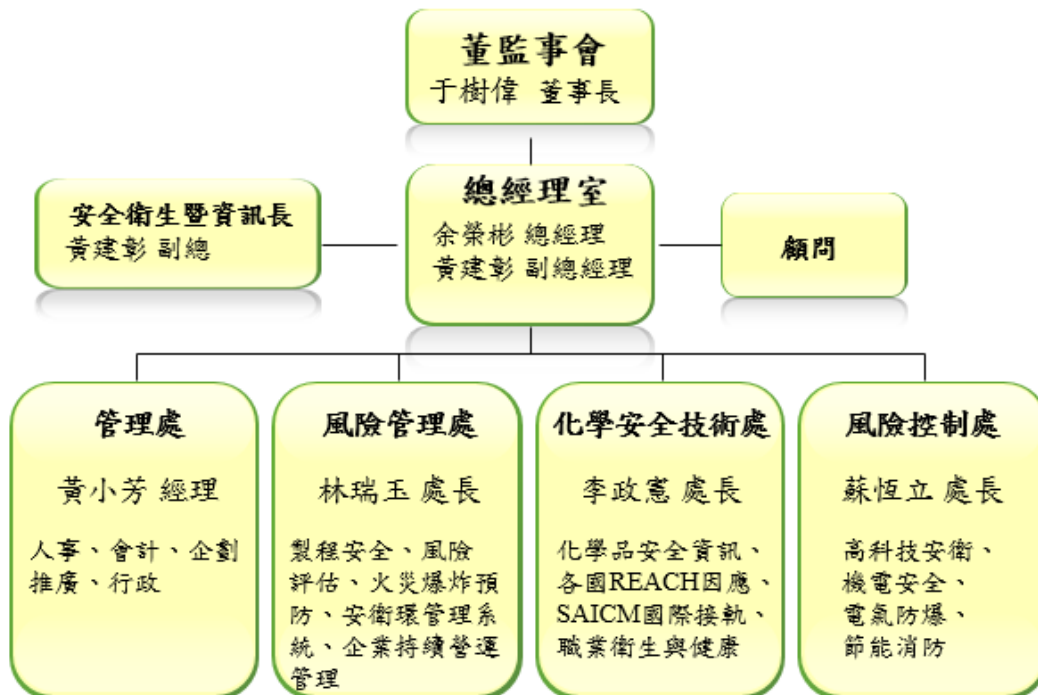 董監事會
于樹偉 董事長
總經理室
余榮彬 總經理
黃建彰 副總經理
安全衛生暨資訊長
黃建彰 副總
顧問
管理處
黃小芳 經理
人事、會計、企劃
推廣、行政
風險管理處
林瑞玉 處長
製程安全、風險
評估、火災爆炸預
防、安衛環管理系
統、企業持續營運
管理
化學安全技術處
李政憲 處長
化學品安全資訊、
各國REACH因應、
SAICM國際接軌、
職業衛生與健康
風險控制處
蘇恆立 處長
高科技安衛、
機電安全、
電氣防爆、
節能消防